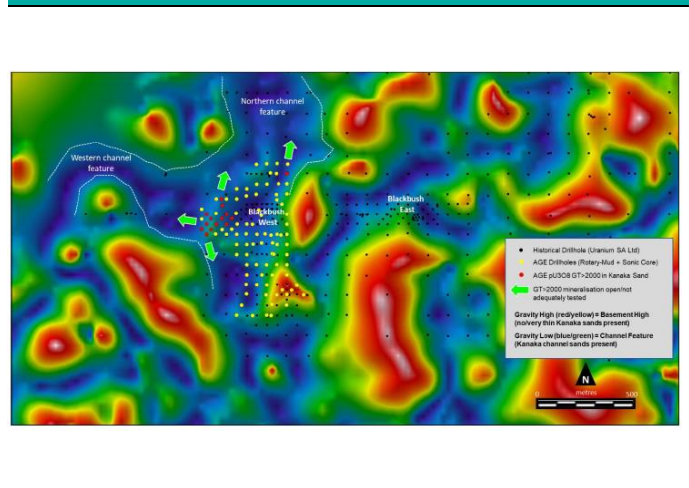 Northern channel
feature
Western channel
feature
Blackbush
West
Blackbush
East
Historical Drillhole (Uranium SA Ltd)
AGE Drillholes (Rotary-Mud + Sonic Core)
AGE pU3O8 GT>2000 in Kanaka Sand
GT>2000 mineralisation open/not
adequately tested
Gravity High (red/yellow) = Basement High
(no/very thin Kanaka sands present)
Gravity Low (blue/green) = Channel Feature
(Kanaka channel sands present)
N
0 metres 500